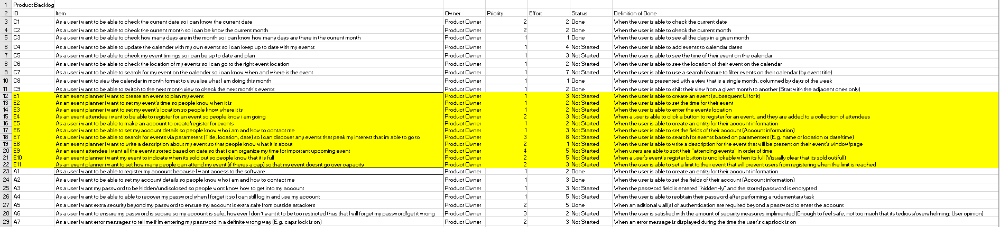 1 Product Backlog
2 ID Item Owner Priority Effort Status Definition of Done
3 C1 As a user i want to be able to check the current date so i can know the current date Product Owner 2 2 Done When the user is able to check the current date
4 C2 As a user i want to be able to check the current month so i can be know the current month Product Owner 2 2 Done When the user is able to check the current month
5 C3 As a user i want to be able to check how many days are in the month so i can know how many days are there in the current month Product Owner 1 1 Done When the user is able to see all the days in a given month
6 C4 As a user i want to be able to update the calender with my own events so i can keep up to date with my events Product Owner 1 4 Not Started When the user is able to add events to calendar dates
7 C5 As a user i want to be able to check my event timings so i can be up to date and plan Product Owner 1 3 Not Started When the user is able to see the time of their event on the calendar
8 C6 As a user i want to be able to check the location of my events so i can go to the right event location Product Owner 1 2 Not Started When the user is able to see the location of their event on the calendar
9 C7 As a user i want to be able to search for my event on the calender so i can know when and where is the event Product Owner 1 7 Not Started When the user is able to use a search feature to filter events on their calendar (by event title)
10 C8 As a user i want to view the calendar in month format to visualise what I am doing this month Product Owner 1 1 Done When the user is presented with a view that is a single month, columned by days of the week
11 C9 As a user i want to be able to switch to the next month view to check the next month's events Product Owner 1 2 Done When the user is able to shift their view from a given month to another (Start with the adjacent ones only)
12 E1 As an event planner i want to create an event to plan my event Product Owner 1 3 Not Started When the user is able to create an event (subsequent UI for it)
13 E2 As an event planner i want to set my event's time so people know when it is Product Owner 1 2 Not Started When the user is able to set the time for their event
14 E3 As an event planner i want to set my event's location so people know where it is Product Owner 1 2 Not Started When the user is able to enter the events location
15 E4 As an event attendee i want to be able to register for an event so people know i am going Product Owner 2 3 Not Started When a user is able to click a button to register for an event, and they are added to a collection of attendees
16 E5 As a user i want to be able to make an account to create/register for events Product Owner 1 2 Not Started When the user is able to create an entity for their account information
17 E6 As a user i want to be able to set my account details so people know who i am and how to contact me Product Owner 1 3 Not Started When the user is able to set the fields of their account (Account information)
18 E7 As a user i want to be able to search for events via parameters (Title, location, date) so I can discover any events that peak my interest that im able to go to Product Owner 3 8 Not Started When the user is able to search for events based on paramenters (E.g. name or location or date/time)
19 E8 As an event planner i want to write a description about my event so that people know what it is about Product Owner 2 1 Not Started When the user is able to write a description for the event that will be present on their event's window/page
20 E9 As an event attendee i want all the events sorted based on date so that i can organize my time for important upcoming event Product Owner 4 5 Not Started When users are able to sort their "attending events" in order of time
21 E10 As an event planner i want my event to indicate when its sold out so people know that it is full Product Owner 2 5 Not Started When a user's event's register button is unclickable when its full (Visually clear that its sold out/full)
22 E11 As an event planner i want to set how many people can attend my event (if theres a cap) so that my event doesnt go over capacity Product Owner 2 3 Not Started When the user is able to set a limit to their event that will prevent users from registering when the limit is reached
23 A1 As a user I want to be able to register my account because I want access to the software Product Owner 1 2 Done When the user is able to create an entity for their account information
24 A2 As a user i want to be able to set my account details so people know who i am and how to contact me Product Owner 1 3 Done When the user is able to set the fields of their account (Account information)
25 A3 As a user I want my password to be hidden/undisclosed so people wont know how to get into my account Product Owner 1 3 Not Started When the password field is entered "hidden-ly" and the stored password is encrypted
26 A4 As a user I want to be able to able to recover my password when I forget it so I can still log in and use my account Product Owner 1 5 Not Started When the user is able to reobtain their password after performing a rudementary task
27 A5 As a user I want extra security beyond my password to ensure my account is extra safe from outside attackers Product Owner 2 5 Done When an aditional wall(s) of authentication are required beyond a password to enter the account
28 A6 As a user I want to ensure my password is secure so my account is safe, however I don't want it to be too restricted thus that I will forget my password/get it wrong Product Owner 3 2 Not Started When the user is satisfied with the amount of security measures implimented (Enough to feel safe, not too much that its tedious/overwhelming: User opinion)
29 A7 As a user I want error messages to tell me if Im entering my password in a definite wrong way (E.g. caps lock is on) Product Owner 2 3 Not Started When an error message is displayed during the time the user's capslock is on